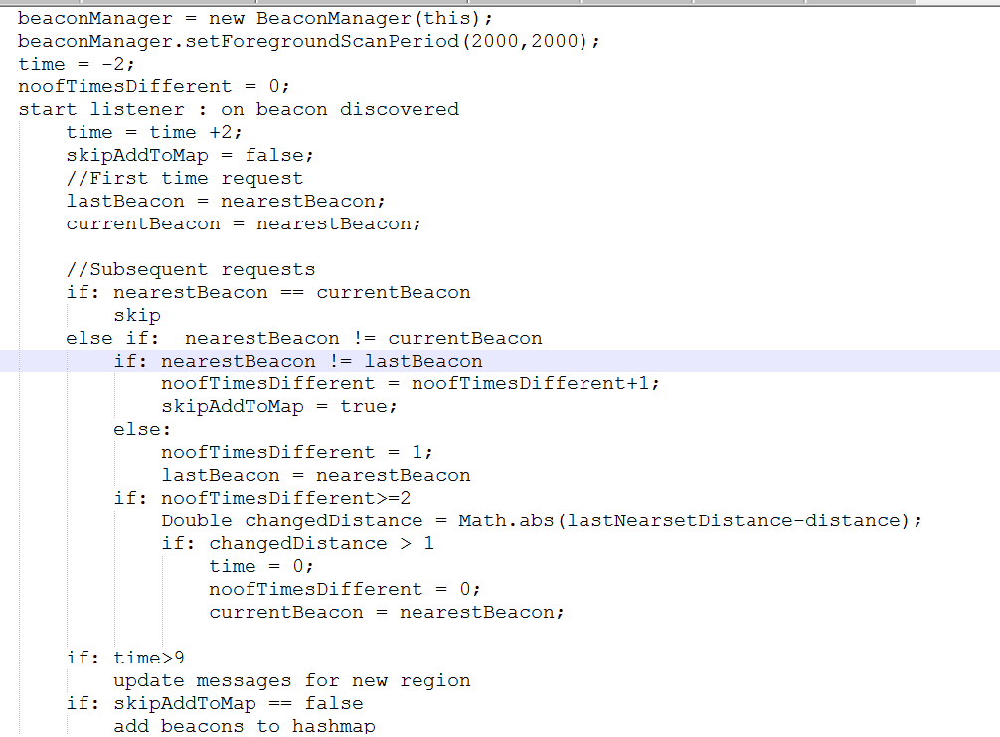 beaconManager = new BeaconManager(this);
beaconManager.setForegroundScanPeriod(2000,2000);
time = -2;
noofTimesDifferent = 0;
start listener : on beacon discovered
    time = time +2;
    skipAddToMap = false;
    //First time request
    lastBeacon = nearestBeacon;
    currentBeacon = nearestBeacon;

    //Subsequent requests
    if: nearestBeacon == currentBeacon
        skip
    else if:  nearestBeacon != currentBeacon
        if: nearestBeacon != lastBeacon
            noofTimesDifferent = noofTimesDifferent+1;
            skipAddToMap = true;
        else:
            noofTimesDifferent = 1;
            lastBeacon = nearestBeacon
        if: noofTimesDifferent>=2
            Double changedDistance = Math.abs(lastNearsetDistance-distance);
            if: changedDistance > 1
                time = 0;
                noofTimesDifferent = 0;
                currentBeacon = nearestBeacon;

    if: time>9
        update messages for new region
    if: skipAddToMap == false
        add beacons to hashmap